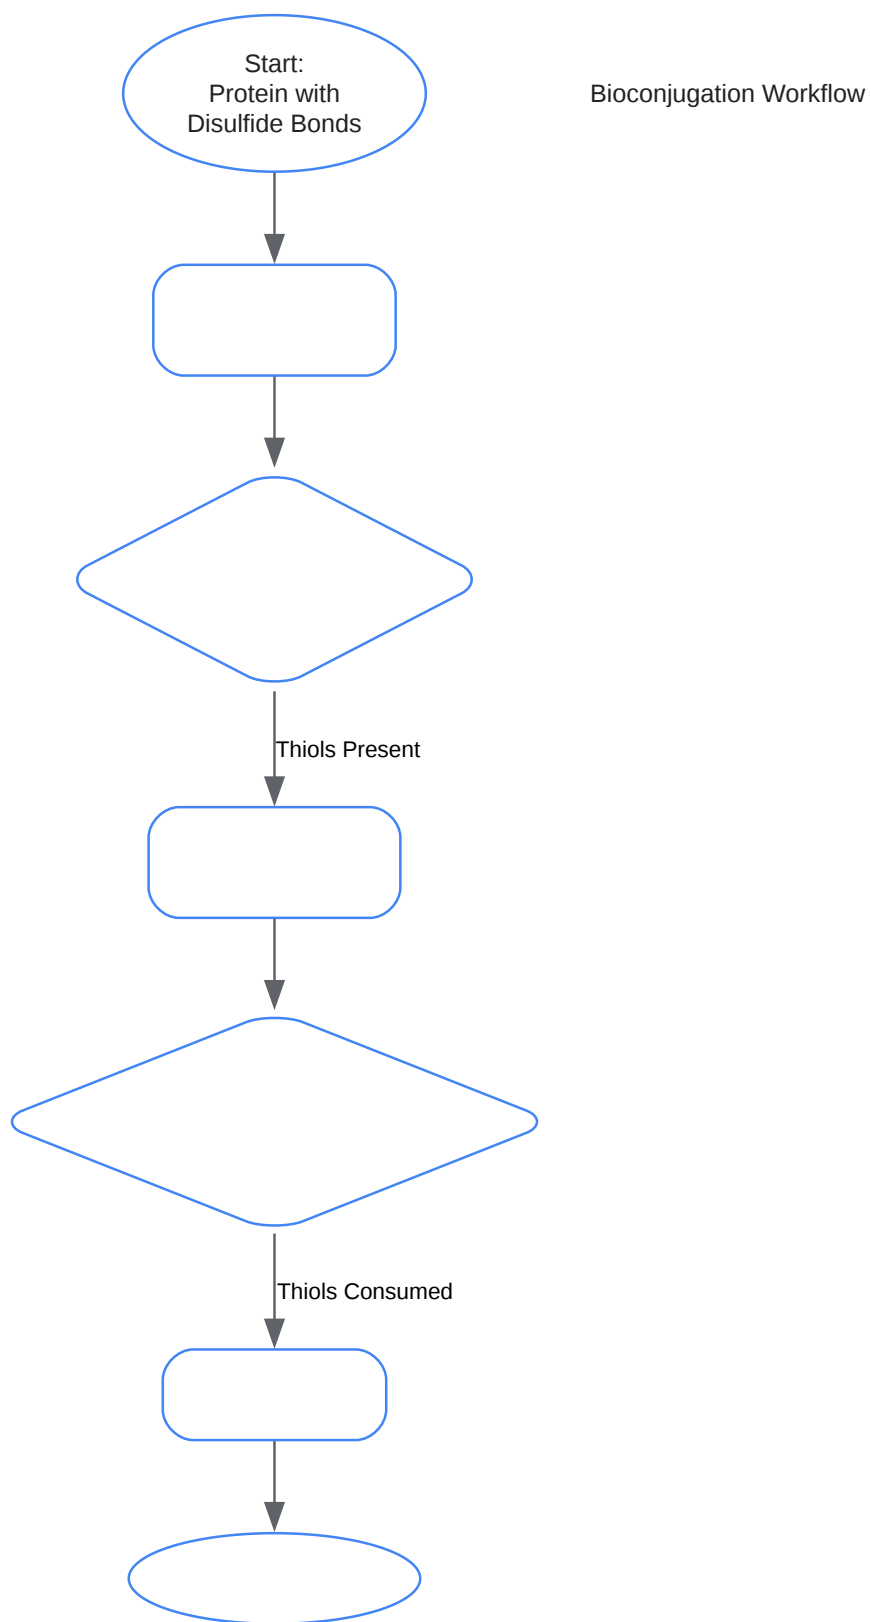 Start:
Protein with
Disulfide Bonds
Bioconjugation Workflow
Thiols Present
Thiols Consumed